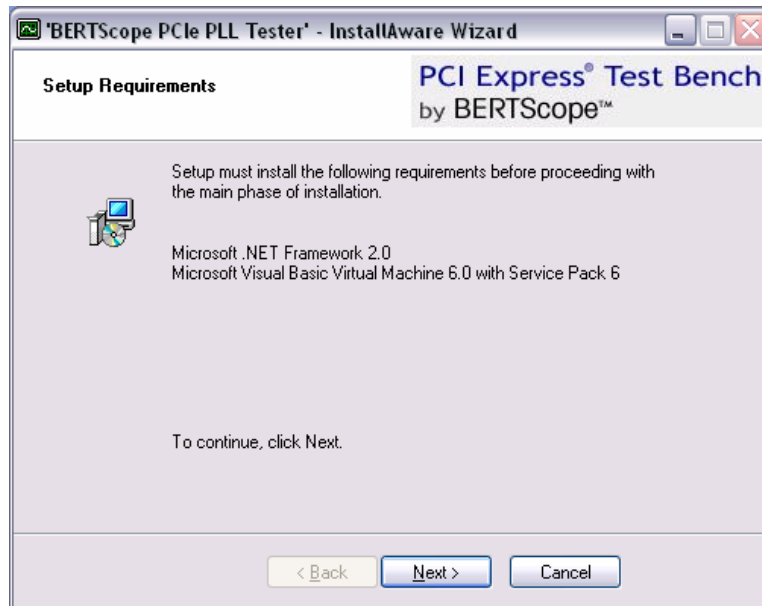 'BERTScope PCIe PLL Tester' - InstallAware Wizard
Setup Requirements
PCI Express® Test Bench
by BERTScope™
Setup must install the following requirements before proceeding with
the main phase of installation.
Microsoft .NET Framework 2.0
Microsoft Visual Basic Virtual Machine 6.0 with Service Pack 6
To continue, click Next.
< Back
Next >
Cancel